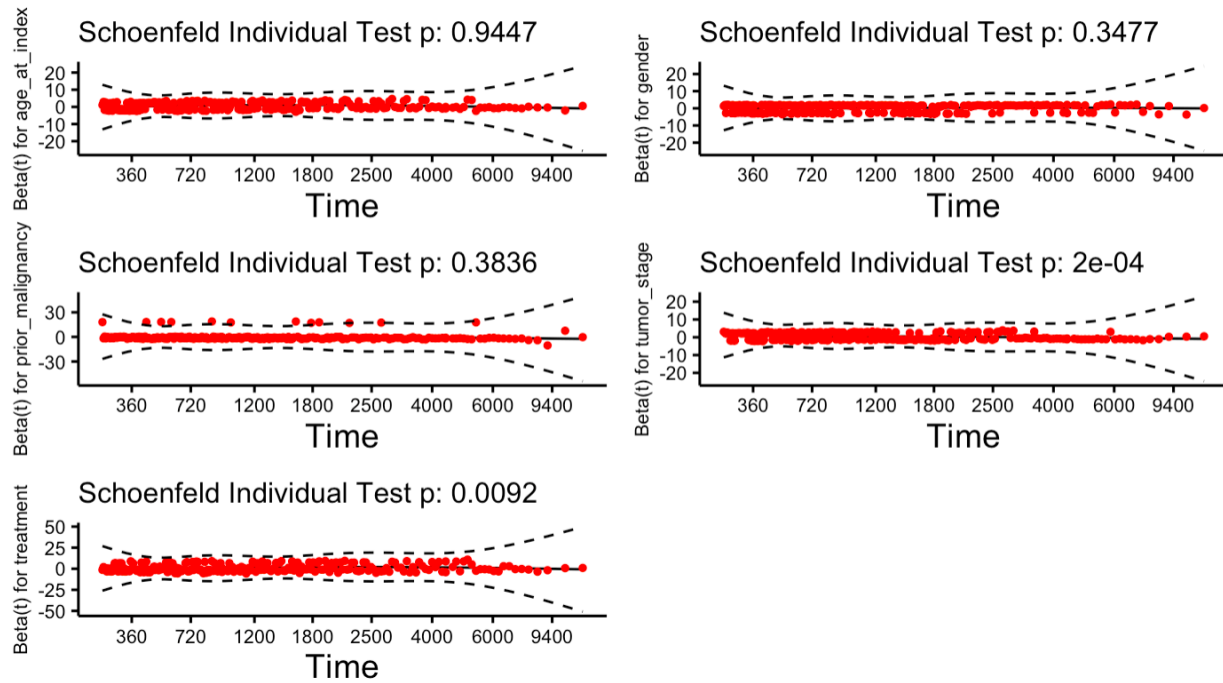 Schoenfeld Individual Test p: 0.9447
Beta(t) for age_at_index
20
10
0
-10
-20
360 720 1200 1800 2500 4000 6000 9400
Time
Schoenfeld Individual Test p: 0.3477
Beta(t) for gender
20
10
0
-10
-20
360 720 1200 1800 2500 4000 6000 9400
Time
Schoenfeld Individual Test p: 0.3836
Beta(t) for prior_malignancy
30
0
-30
360 720 1200 1800 2500 4000 6000 9400
Time
Schoenfeld Individual Test p: 2e-04
Beta(t) for tumor_stage
20
10
0
-10
-20
360 720 1200 1800 2500 4000 6000 9400
Time
Schoenfeld Individual Test p: 0.0092
Beta(t) for treatment
50
25
0
-25
-50
360 720 1200 1800 2500 4000 6000 9400
Time